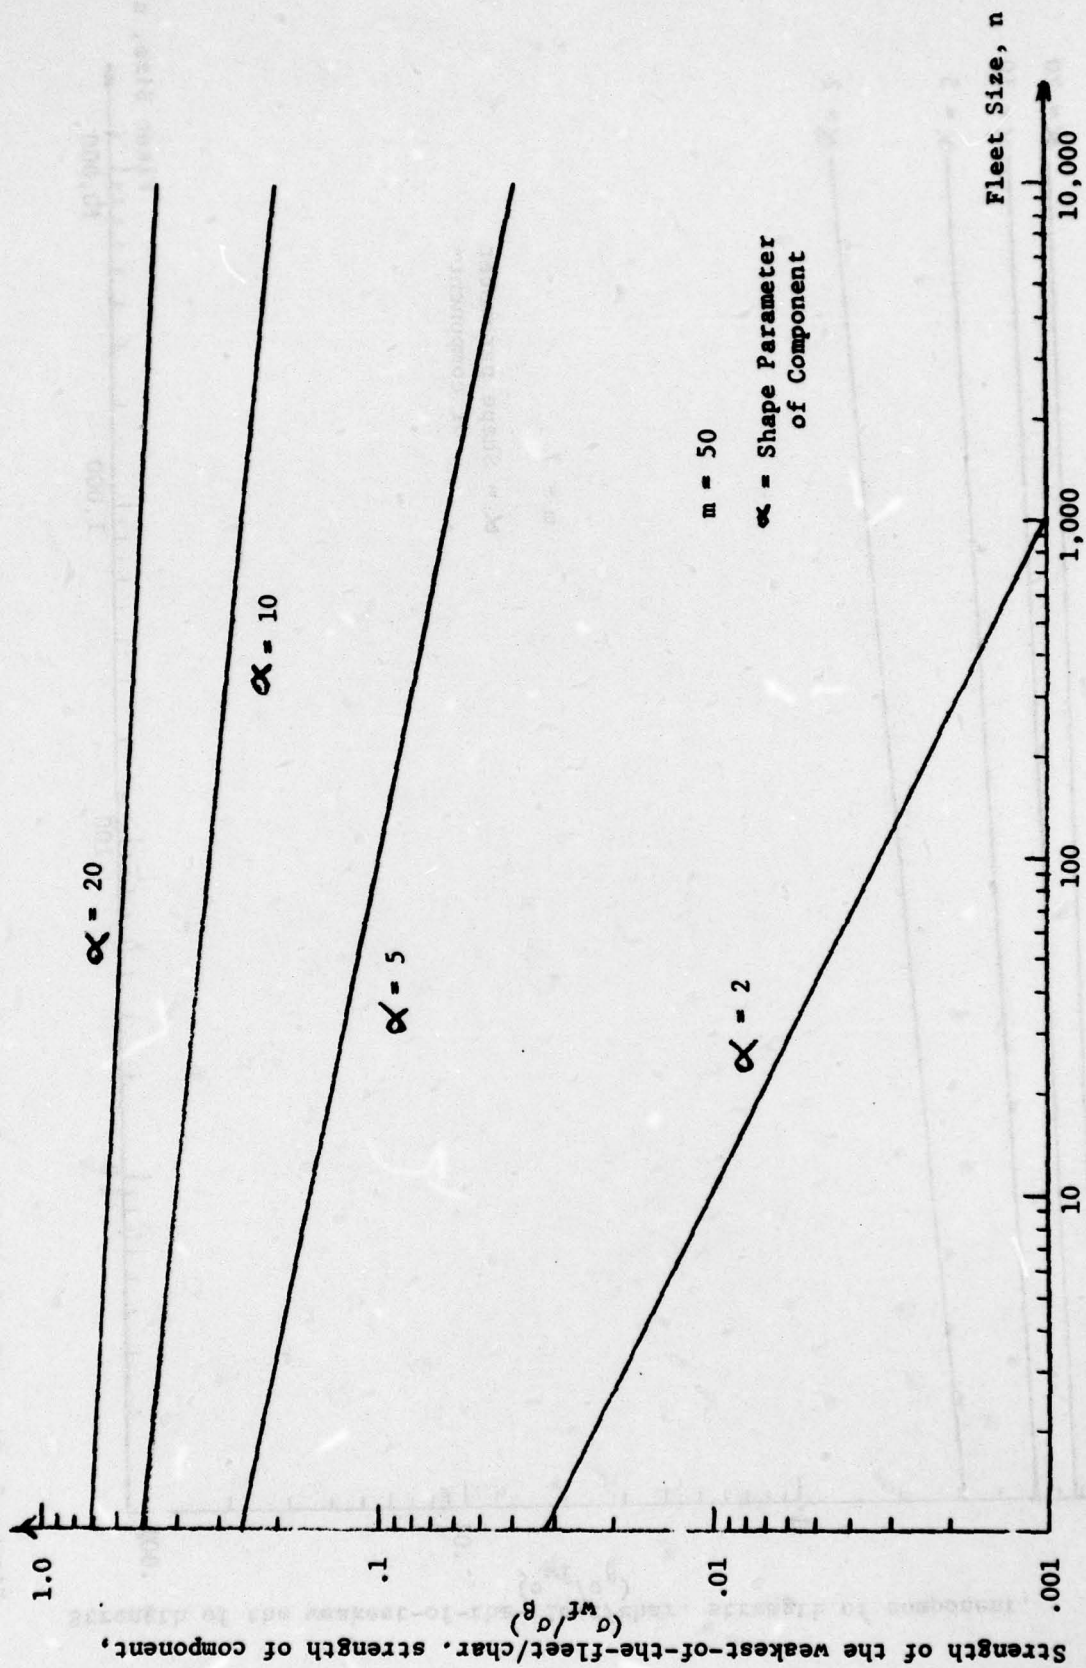 Strength of the weakest-of-the-fleet/char. strength of component,
(σwf/σβ)
1.0
.1
.01
.001
α = 20
α = 10
α = 5
α = 2
m = 50
α = Shape Parameter
of Component
10
100
1,000
10,000
Fleet Size, n